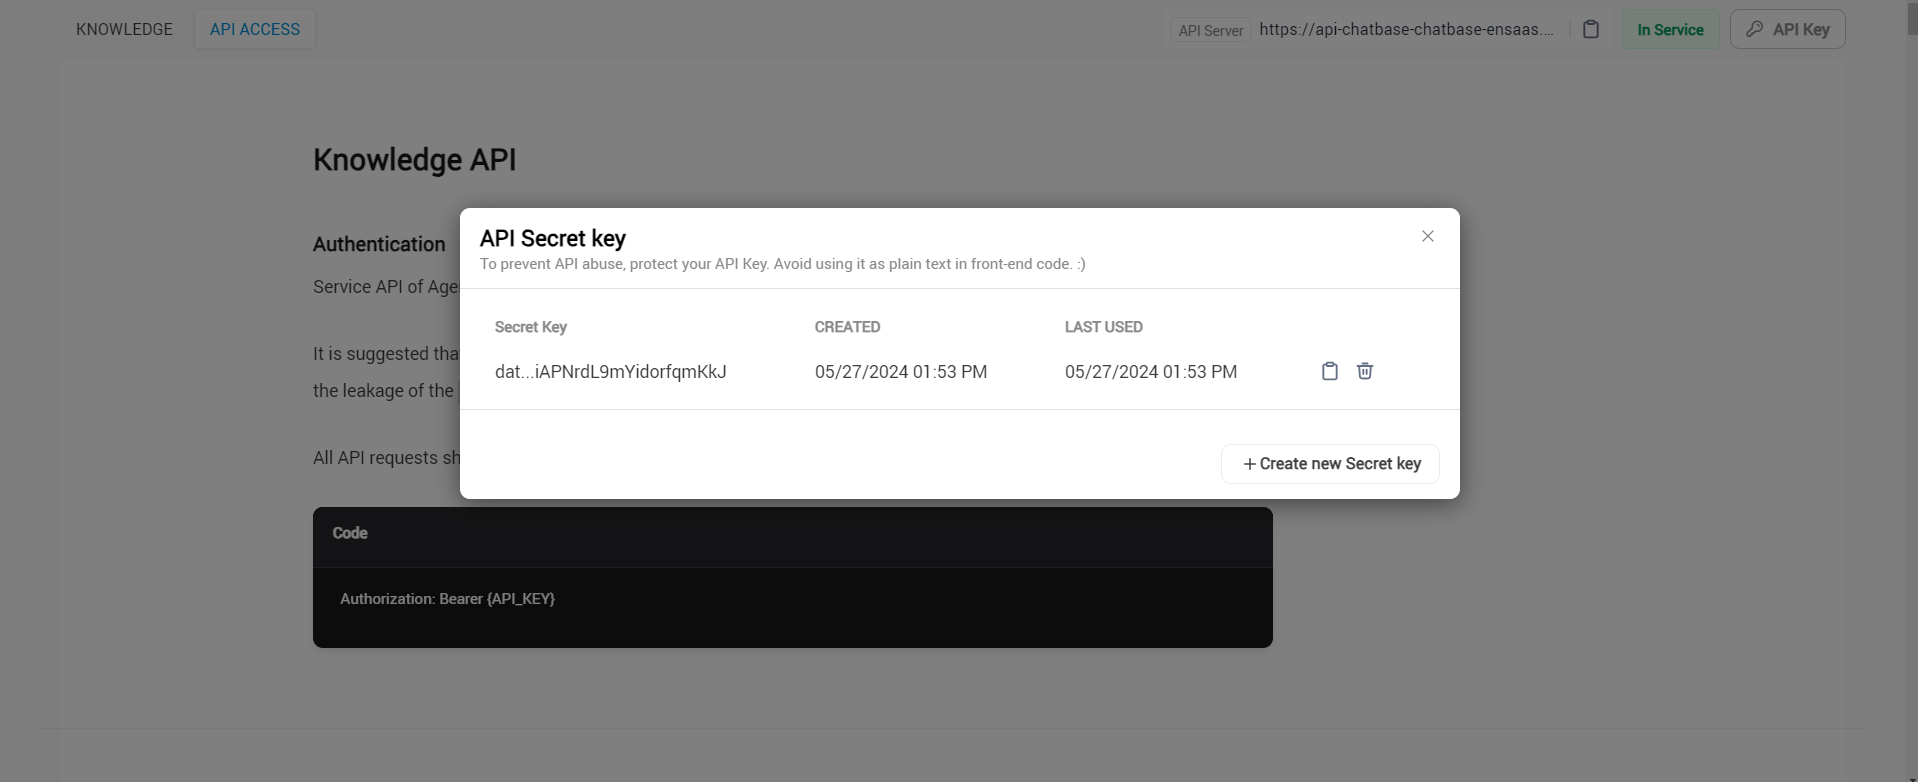 KNOWLEDGE
API ACCESS
API Server
https://api-chatbase-chatbase-ensaas....
In Service
API Key
Knowledge API
Authentication
Service API of Age
It is suggested tha
the leakage of the
All API requests sh
API Secret key
To prevent API abuse, protect your API Key. Avoid using it as plain text in front-end code. :)
Secret Key CREATED LAST USED
dat...iAPNrdL9mYidorfqmKkJ 05/27/2024 01:53 PM 05/27/2024 01:53 PM
+ Create new Secret key
Code
Authorization: Bearer {API_KEY}